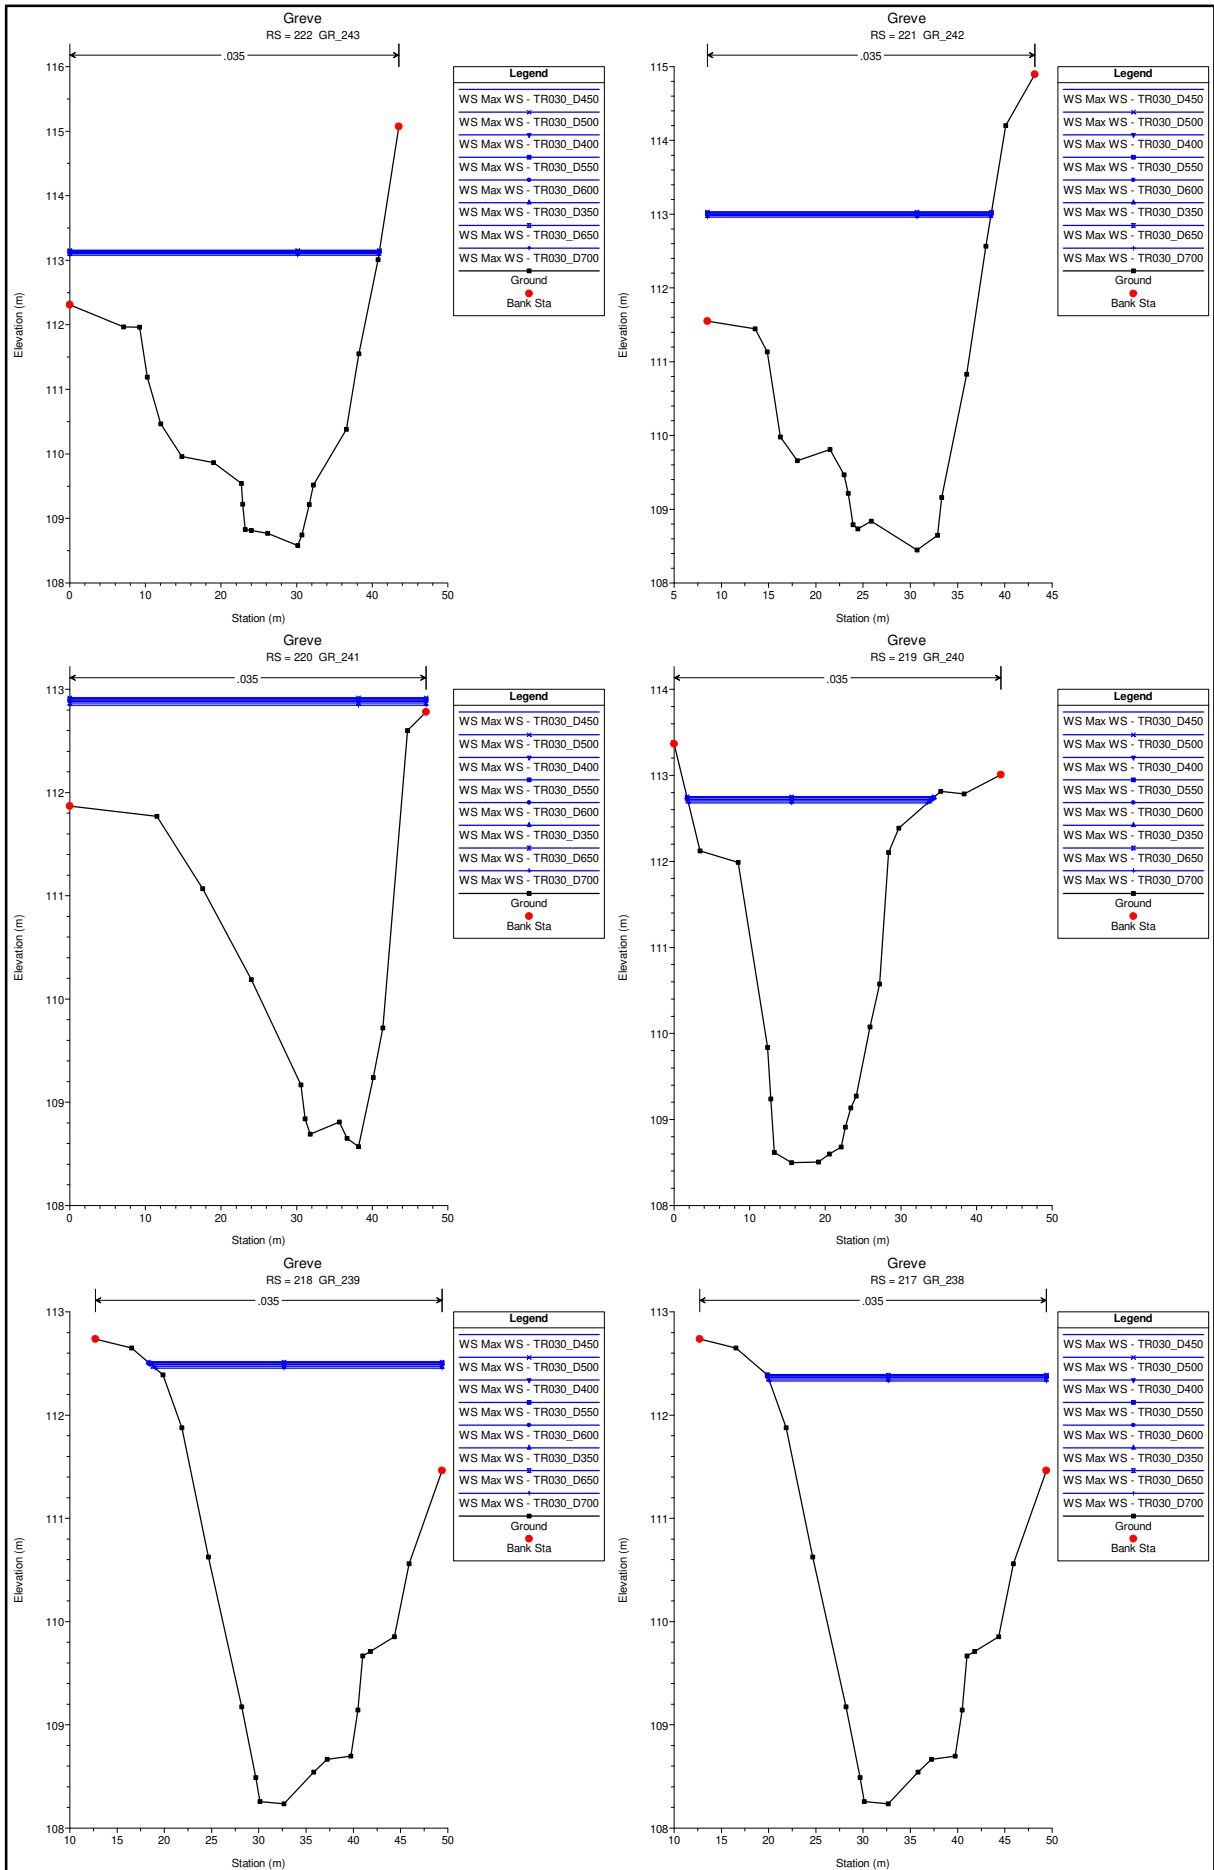 Greve
RS = 222 GR_243
.035
116
115
114
113
112
111
110
109
108
Elevation (m)
0 10 20 30 40 50
Station (m)
Legend
WS Max WS - TR030_D450
WS Max WS - TR030_D500
WS Max WS - TR030_D400
WS Max WS - TR030_D550
WS Max WS - TR030_D600
WS Max WS - TR030_D350
WS Max WS - TR030_D650
WS Max WS - TR030_D700
Ground
Bank Sta
Greve
RS = 221 GR_242
.035
115
114
113
112
111
110
109
108
Elevation (m)
5 10 15 20 25 30 35 40 45
Station (m)
Legend
WS Max WS - TR030_D450
WS Max WS - TR030_D500
WS Max WS - TR030_D400
WS Max WS - TR030_D550
WS Max WS - TR030_D600
WS Max WS - TR030_D350
WS Max WS - TR030_D650
WS Max WS - TR030_D700
Ground
Bank Sta
Greve
RS = 220 GR_241
.035
113
112
111
110
109
108
Elevation (m)
0 10 20 30 40 50
Station (m)
Legend
WS Max WS - TR030_D450
WS Max WS - TR030_D500
WS Max WS - TR030_D400
WS Max WS - TR030_D550
WS Max WS - TR030_D600
WS Max WS - TR030_D350
WS Max WS - TR030_D650
WS Max WS - TR030_D700
Ground
Bank Sta
Greve
RS = 219 GR_240
.035
114
113
112
111
110
109
108
Elevation (m)
0 10 20 30 40 50
Station (m)
Legend
WS Max WS - TR030_D450
WS Max WS - TR030_D500
WS Max WS - TR030_D400
WS Max WS - TR030_D550
WS Max WS - TR030_D600
WS Max WS - TR030_D350
WS Max WS - TR030_D650
WS Max WS - TR030_D700
Ground
Bank Sta
Greve
RS = 218 GR_239
.035
113
112
111
110
109
108
Elevation (m)
10 15 20 25 30 35 40 45 50
Station (m)
Legend
WS Max WS - TR030_D450
WS Max WS - TR030_D500
WS Max WS - TR030_D400
WS Max WS - TR030_D550
WS Max WS - TR030_D600
WS Max WS - TR030_D350
WS Max WS - TR030_D650
WS Max WS - TR030_D700
Ground
Bank Sta
Greve
RS = 217 GR_238
.035
113
112
111
110
109
108
Elevation (m)
10 15 20 25 30 35 40 45 50
Station (m)
Legend
WS Max WS - TR030_D450
WS Max WS - TR030_D500
WS Max WS - TR030_D400
WS Max WS - TR030_D550
WS Max WS - TR030_D600
WS Max WS - TR030_D350
WS Max WS - TR030_D650
WS Max WS - TR030_D700
Ground
Bank Sta